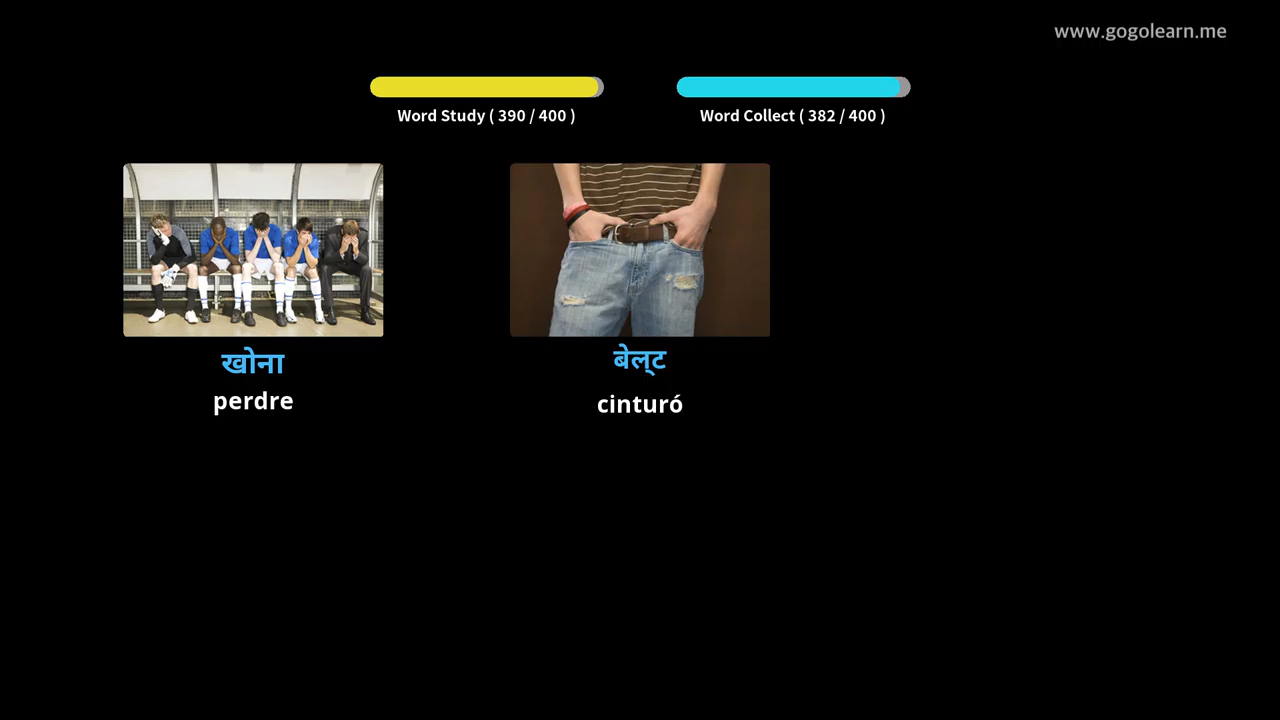 www.gogolearn.me
Word Study ( 390 / 400 )
Word Collect ( 382 / 400 )
खोना
perdre
बेल्ट
cinturó